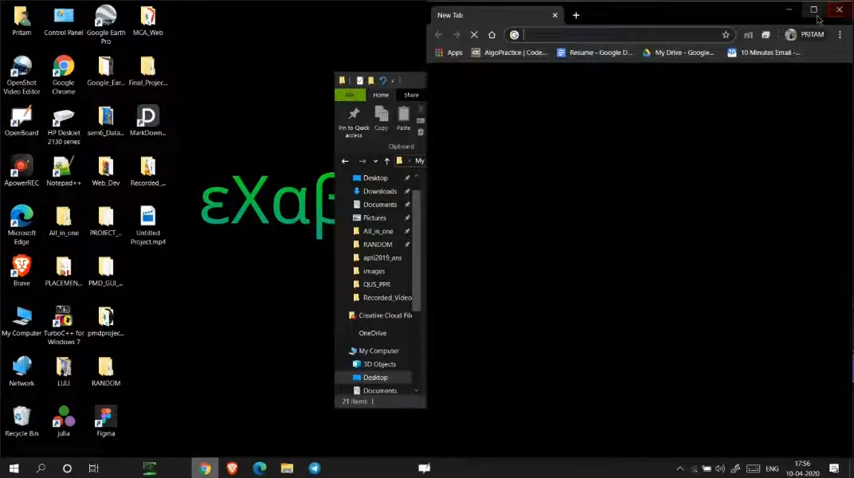 Pritam
Control Panel
Google Earth Pro
MCA_Web
OpenShot Video Editor
Google Chrome
Google_Ear...
Final_Projec...
OpenBoard
HP Deskjet 2130 series
sem6_Data...
MarkDown...
ApowerREC
Notepad++
Web_Dev
Recorded_...
Microsoft Edge
All_in_one
PROJECT_...
Untitled Project.mp4
Brave
PLACEMEN...
PMD_GUI_...
My Computer
TurboC++ for Windows 7
pmdprojec...
Network
LULI
RANDOM
Recycle Bin
julia
Figma
εΧαβ
File
Home
Share
Pin to Quick access
Copy
Paste
Clipboard
My
Desktop
Downloads
Documents
Pictures
All_in_one
RANDOM
apti2019_ans
images
QUS_PPR
Recorded_Video
Creative Cloud File
OneDrive
My Computer
3D Objects
Desktop
Documents
21 items
New Tab
PRITAM
Apps
AlgoPractice | Code...
Resume - Google D...
My Drive - Google...
10 Minutes Email -...
ENG
17:56
10-04-2020